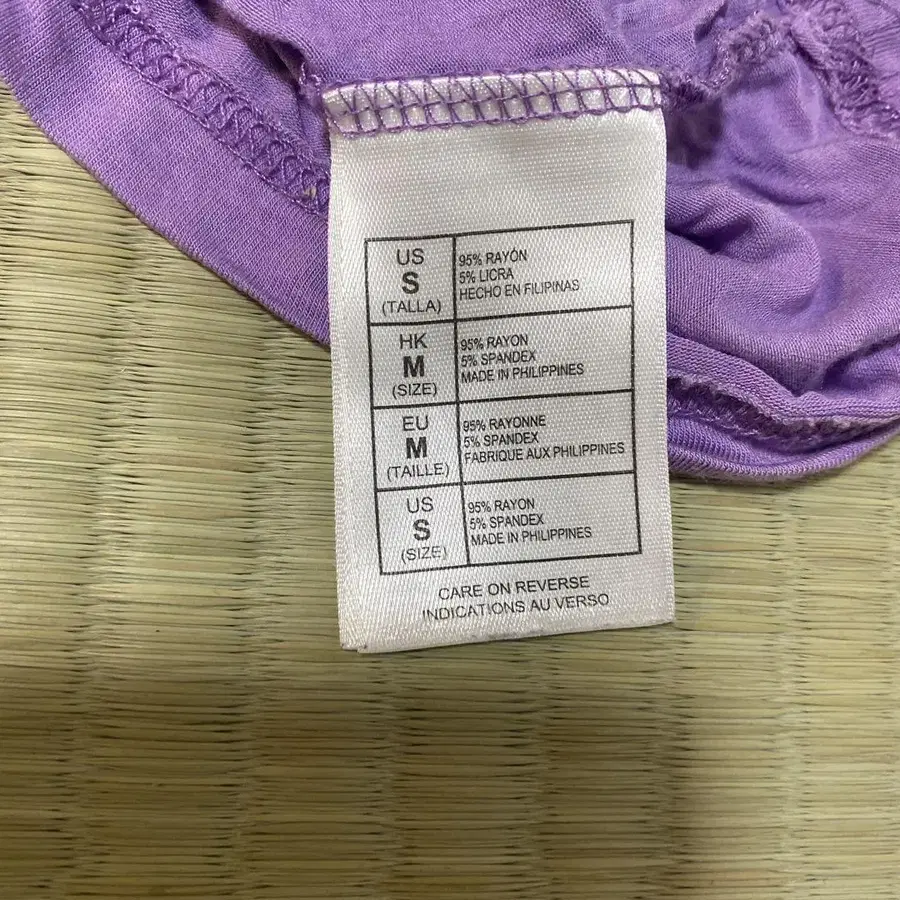 US
S
(TALLA)
95% RAYÓN
5% LICRA
HECHO EN FILIPINAS
HK
M
(SIZE)
95% RAYON
5% SPANDEX
MADE IN PHILIPPINES
EU
M
(TAILLE)
95% RAYONNE
5% SPANDEX
FABRIQUE AUX PHILIPPINES
US
S
(SIZE)
95% RAYON
5% SPANDEX
MADE IN PHILIPPINES
CARE ON REVERSE
INDICATIONS AU VERSO